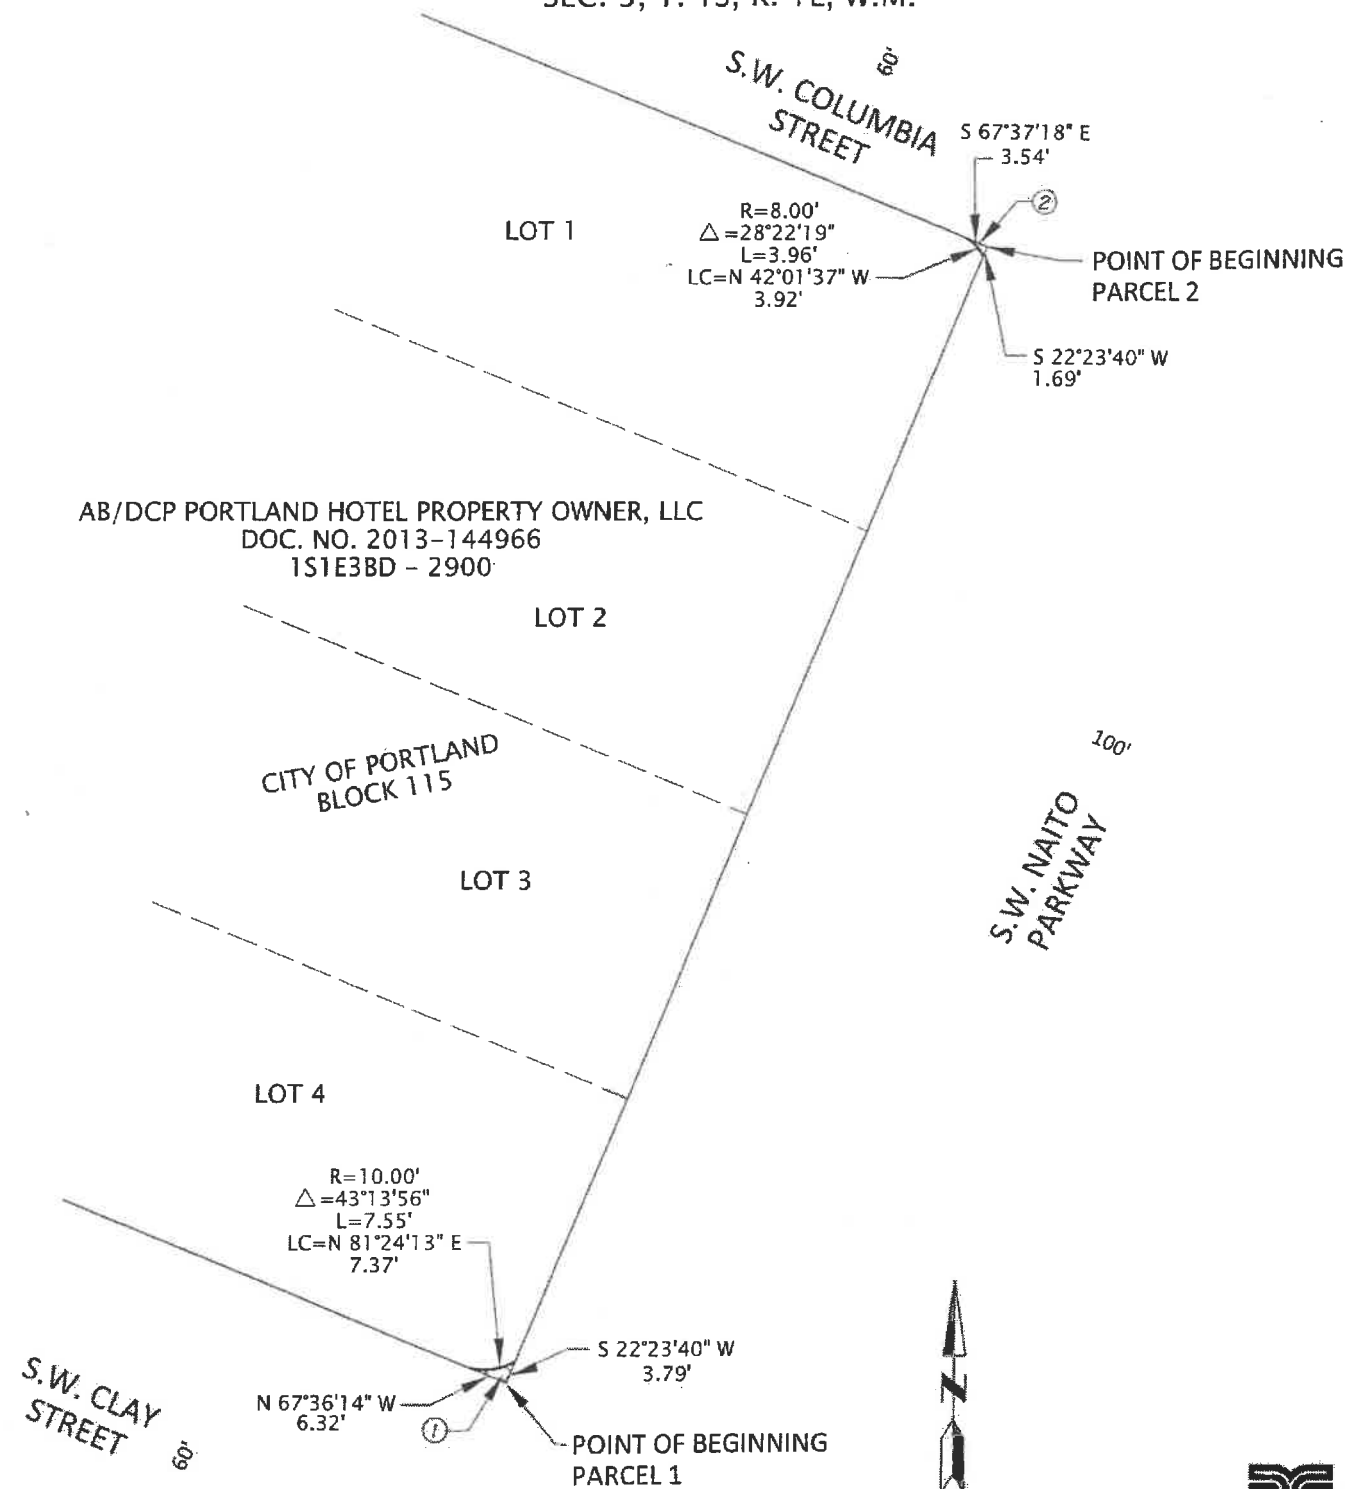 SEC. 3, T. 1S, R. 1E, W.M.
60'
S.W. COLUMBIA
STREET
S 67°37'18" E
3.54'
2
R=8.00'
△=28°22'19"
L=3.96'
LC=N 42°01'37" W
3.92'
LOT 1
POINT OF BEGINNING
PARCEL 2
S 22°23'40" W
1.69'
AB/DCP PORTLAND HOTEL PROPERTY OWNER, LLC
DOC. NO. 2013-144966
1S1E3BD - 2900
LOT 2
CITY OF PORTLAND
BLOCK 115
100'
S.W. NAITO
PARKWAY
LOT 3
LOT 4
R=10.00'
△=43°13'56"
L=7.55'
LC=N 81°24'13" E
7.37'
S 22°23'40" W
3.79'
N 67°36'14" W
6.32'
1
S.W. CLAY
STREET
60'
POINT OF BEGINNING
PARCEL 1
N